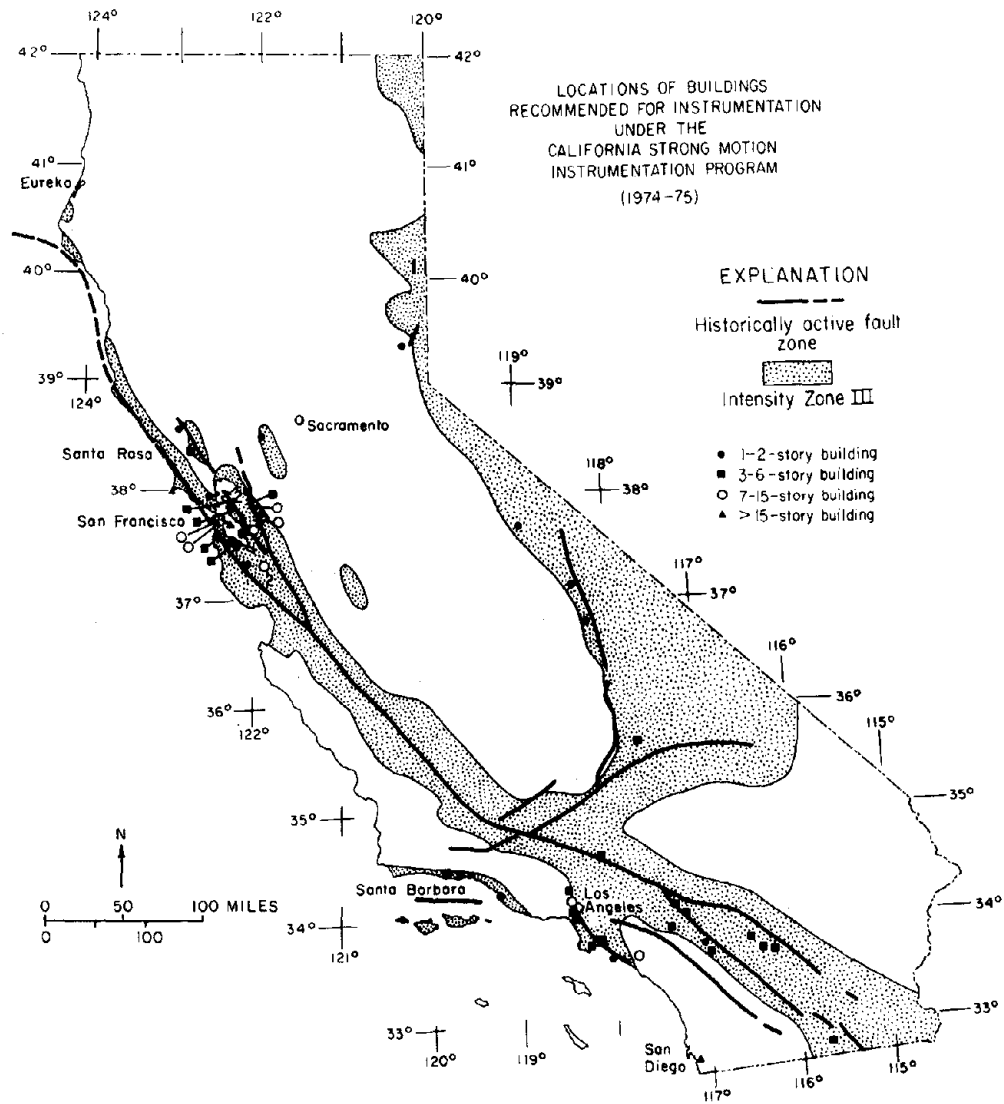 124°
122°
120°
42°
42°
LOCATIONS OF BUILDINGS
RECOMMENDED FOR INSTRUMENTATION
UNDER THE
CALIFORNIA STRONG MOTION
INSTRUMENTATION PROGRAM
(1974-75)
41°
41°
Eureka
40°
40°
EXPLANATION
Historically active fault
zone
Intensity Zone III
119°
39°
39°
124°
Sacramento
Santa Rosa
118°
38°
38°
San Francisco
1-2-story building
3-6-story building
7-15-story building
>15-story building
117°
37°
37°
116°
36°
36°
122°
115°
35°
35°
N
Santa Barbara
Los
Angeles
0 50 100 MILES
0 100
34°
34°
121°
33°
33°
120°
119°
San
Diego
117°
116°
115°